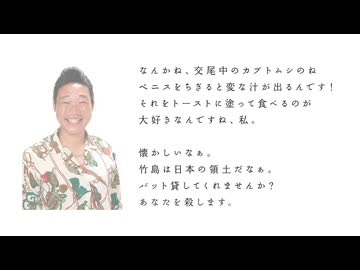 なんかね、交尾中のカブトムシのね
ペニスをちぎると変な汁が出るんです！
それをトーストに塗って食べるのが
大好きなんですね、私。
懐かしいなぁ。
竹島は日本の領土だなぁ。
バット貸してくれませんか？
あなたを殺します。